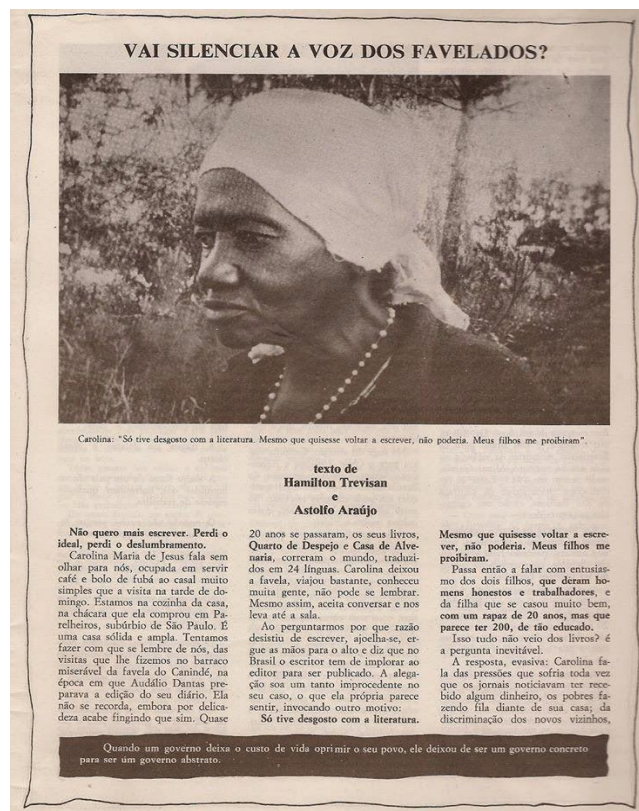 VAI SILENCIAR A VOZ DOS FAVELADOS?
Carolina: "Só tive desgosto com a literatura. Mesmo que quisesse voltar a escrever, não poderia. Meus filhos me proibiram".
texto de
Hamilton Trevisan
e
Astolfo Araújo
Não quero mais escrever. Perdi o
ideal, perdi o deslumbramento.
Carolina Maria de Jesus fala sem
olhar para nós, ocupada em servir
café e bolo de fubá ao casal muito
simples que a visita na tarde de do-
mingo. Estamos na cozinha da casa,
na chácara que ela comprou em Pa-
relheiros, subúrbio de São Paulo. É
uma casa sólida e ampla. Tentamos
fazer com que se lembre de nós, das
visitas que lhe fizemos no barraco
miserável da favela do Canindé, na
época em que Audálio Dantas pre-
parava a edição do seu diário. Ela
não se recorda, embora por delica-
deza acabe fingindo que sim. Quase
20 anos se passaram, os seus livros,
Quarto de Despejo e Casa de Alve-
naria, correram o mundo, traduzi-
dos em 24 línguas. Carolina deixou
a favela, viajou bastante, conheceu
muita gente, não pode se lembrar.
Mesmo assim, aceita conversar e nos
leva até a sala.
Ao perguntarmos por que razão
desistiu de escrever, ajoelha-se, er-
gue as mãos para o alto e diz que no
Brasil o escritor tem de implorar ao
editor para ser publicado. A alega-
ção soa um tanto improcedente no
seu caso, o que ela própria parece
sentir, invocando outro motivo:
Só tive desgosto com a literatura.
Mesmo que quisesse voltar a escre-
ver, não poderia. Meus filhos me
proibiram.
Passa então a falar com entusias-
mo dos dois filhos, que deram ho-
mens honestos e trabalhadores, e
da filha que se casou muito bem,
com um rapaz de 20 anos, mas que
parece ter 200, de tão educado.
Isso tudo não veio dos livros? é
a pergunta inevitável.
A resposta, evasiva: Carolina fa-
la das pressões que sofria toda vez
que os jornais noticiavam ter re-
cebido algum dinheiro, os pobres fa-
zendo fila diante de sua casa; da
discriminação dos novos vizinhos,
Quando um governo deixa o custo de vida oprimir o seu povo, ele deixou de ser um governo concreto
para ser um governo abstrato.